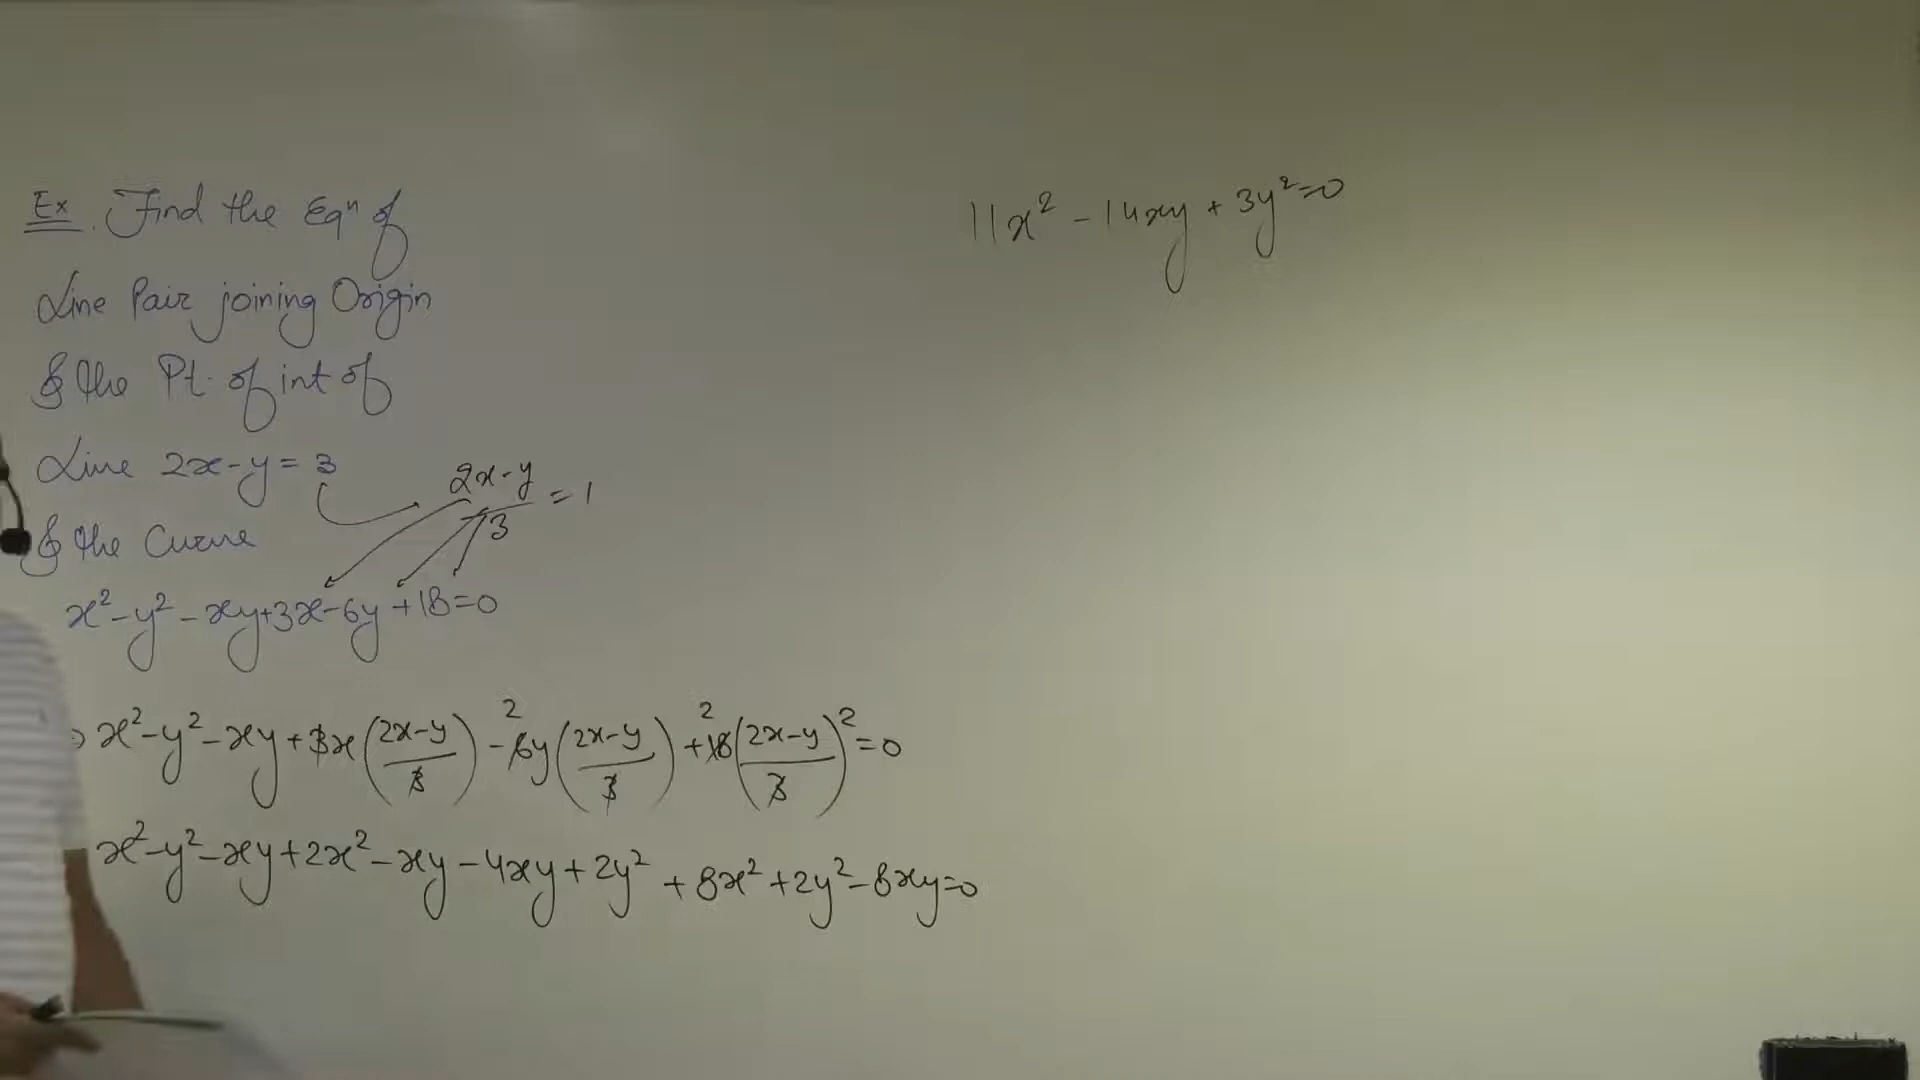 Ex. Find the Eqⁿ of
Line Pair joining Origin
& the Pt. of int of
Line 2x-y = 3
2x-y/3 = 1
& the Curve
x²-y²-xy+3x-6y+18=0
x²-y²-xy+3x(2x-y/3) -6y(2x-y/3) +18(2x-y/3)²=0
2 2
x²-y²-xy+2x²-xy-4xy+2y²+8x²+2y²-8xy=0
11x²-14xy+3y²=0